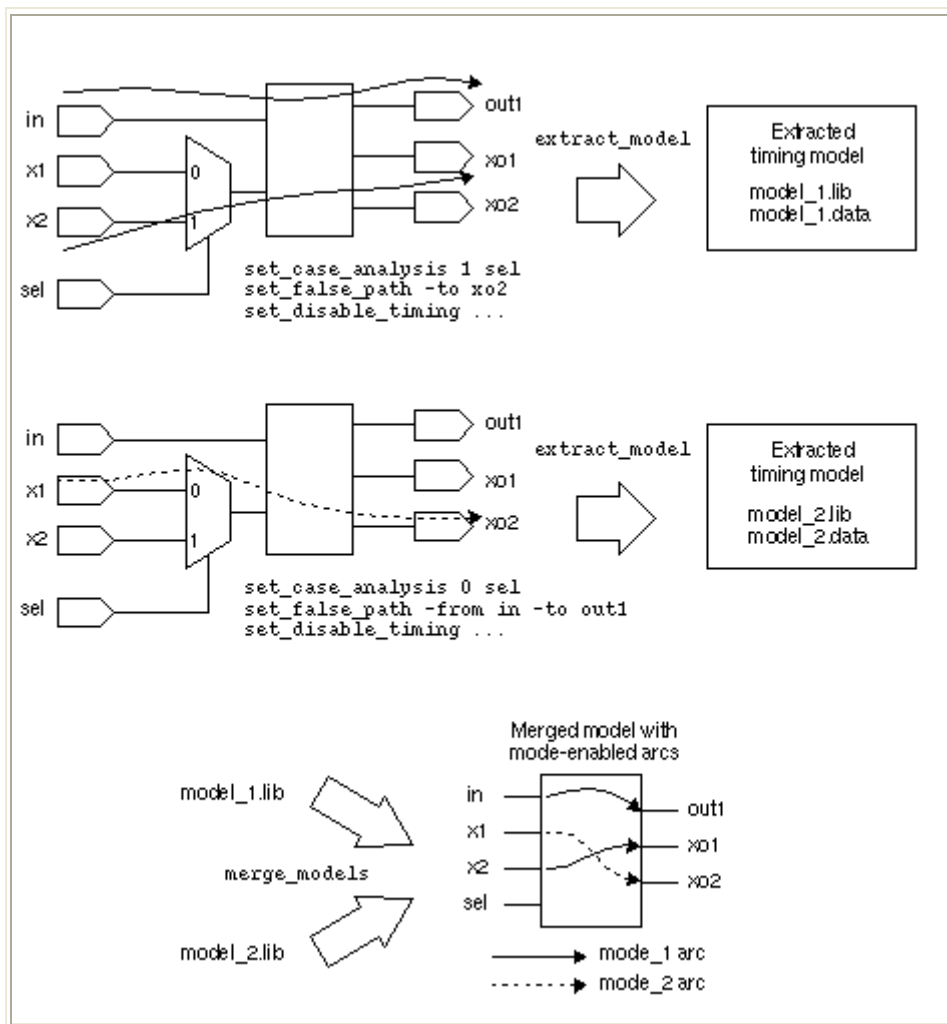 in
x1
x2
sel
0
1
out1
xo1
xo2
set_case_analysis 1 sel
set_false_path -to xo2
set_disable_timing ...
extract_model
Extracted
timing model
model_1.lib
model_1.data
in
x1
x2
sel
0
1
out1
xo1
xo2
set_case_analysis 0 sel
set_false_path -from in -to out1
set_disable_timing ...
extract_model
Extracted
timing model
model_2.lib
model_2.data
model_1.lib
merge_models
model_2.lib
Merged model with
mode-enabled arcs
in
x1
x2
sel
out1
xo1
xo2
mode_1 arc
mode_2 arc